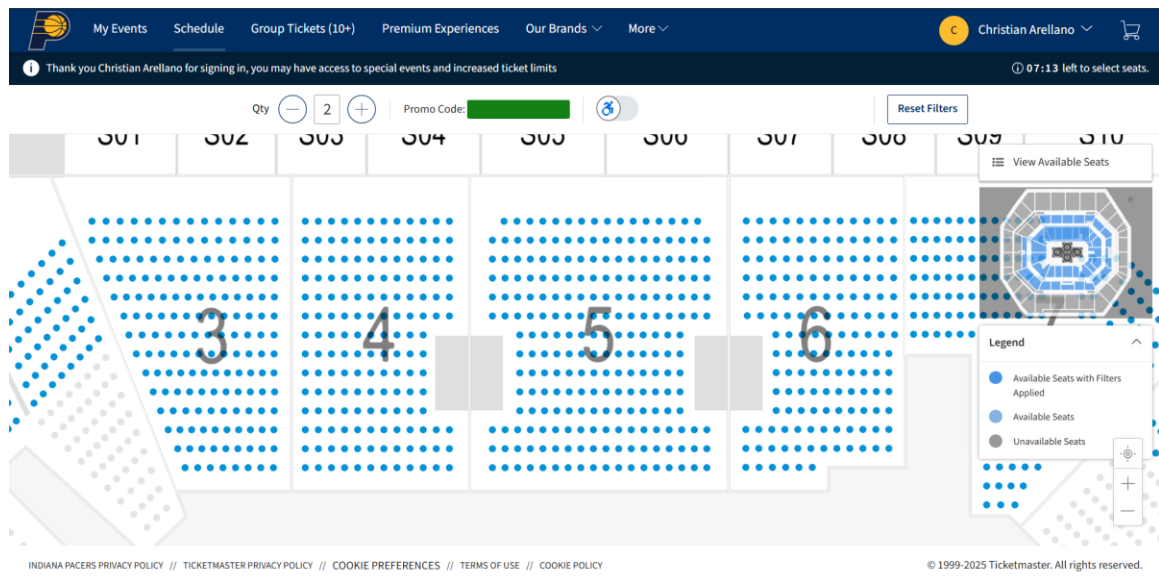 My Events Schedule Group Tickets (10+) Premium Experiences Our Brands More C Christian Arellano
Thank you Christian Arellano for signing in, you may have access to special events and increased ticket limits 07:13 left to select seats.
Qty 2 Promo Code: Reset Filters
S01 S02 S03 S04 S05 S06 S07 S08 S09 S10
View Available Seats
3 4 5 6 7
Legend
Available Seats with Filters
Applied
Available Seats
Unavailable Seats
INDIANA PACERS PRIVACY POLICY // TICKETMASTER PRIVACY POLICY // COOKIE PREFERENCES // TERMS OF USE // COOKIE POLICY © 1999-2025 Ticketmaster. All rights reserved.